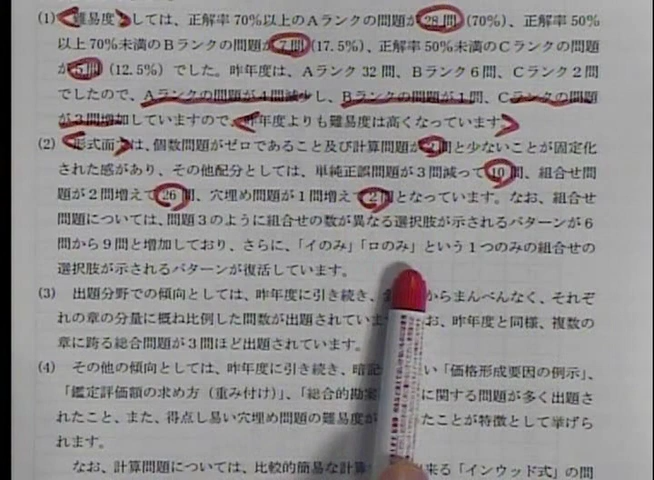 (1) 難易度としては、正解率70%以上のAランクの問題が28問(70%)、正解率50%
以上70%未満のBランクの問題が7問(17.5%)、正解率50%未満のCランクの問題
が5問(12.5%)でした。昨年度は、Aランク32問、Bランク6問、Cランク2問
でしたので、Aランクの問題が4問減少し、Bランクの問題が1問、Cランクの問題
が3問増加していますので、昨年度よりも難易度は高くなっています。
(2) 形式面では、個数問題がゼロであること及び計算問題が 問と少ないことが固定化
された感があり、その他配分としては、単純正誤問題が3問減って10問、組合せ問
題が2問増えて26問、穴埋め問題が1問増えて2問となっています。なお、組合せ
問題については、問題3のように組合せの数が異なる選択肢が示されるパターンが6
問から9問と増加しており、さらに、「イのみ」「ロのみ」という1つのみの組合せの
選択肢が示されるパターンが復活しています。
(3) 出題分野での傾向としては、昨年度に引き続き、 からまんべんなく、それぞ
れの章の分量に概ね比例した問数が出題されています お、昨年度と同様、複数の
章に跨る総合問題が3問ほど出題されています。
(4) その他の傾向としては、昨年度に引き続き、暗記 い「価格形成要因の例示」、
「鑑定評価額の求め方(重み付け)」、「総合的勘案 に関する問題が多く出題さ
れたこと、また、得点し易い穴埋め問題の難易度が たことが特徴として挙げら
れます。
なお、計算問題については、比較的簡易な計算 来る「インウッド式」の問